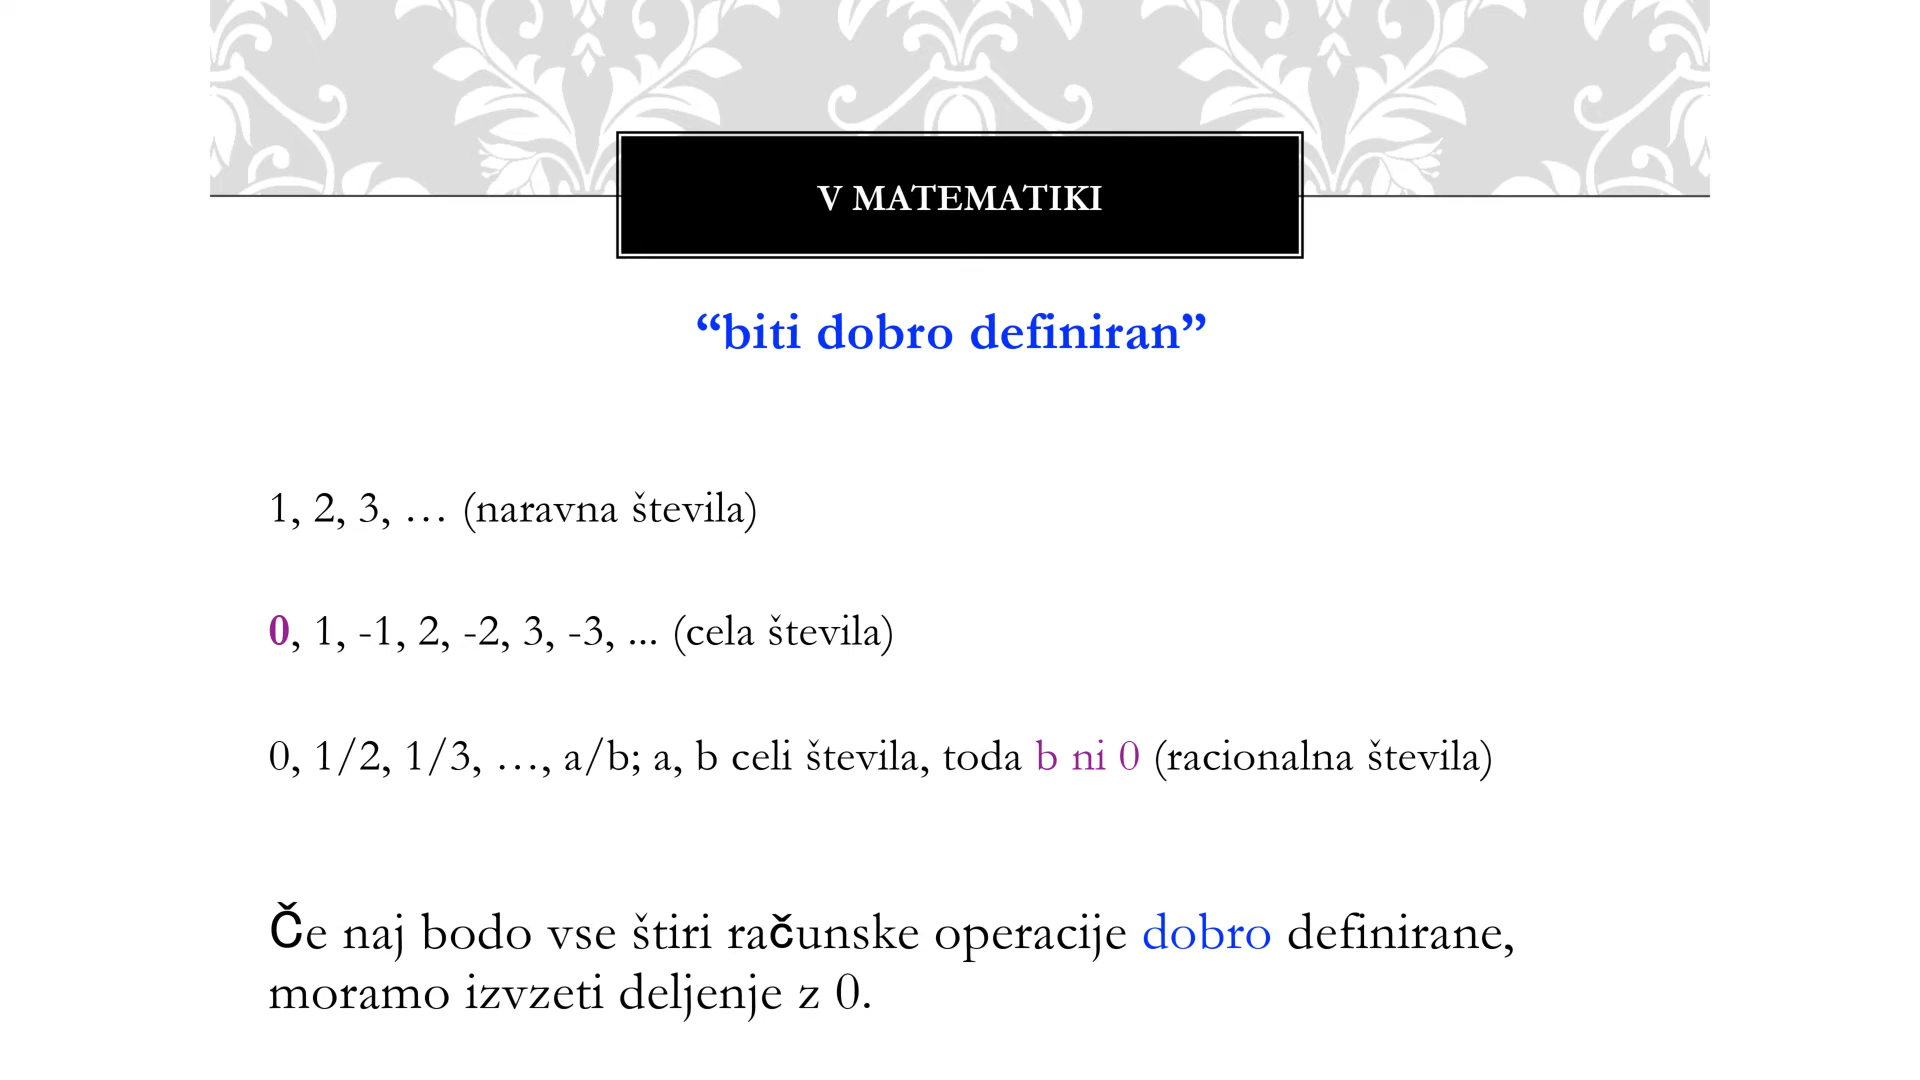 V MATEMATIKI
“biti dobro definiran”
1, 2, 3, … (naravna števila)
0, 1, -1, 2, -2, 3, -3, ... (cela števila)
0, 1/2, 1/3, …, a/b; a, b celi števila, toda b ni 0 (racionalna števila)
Če naj bodo vse štiri računske operacije dobro definirane,
moramo izvzeti deljenje z 0.